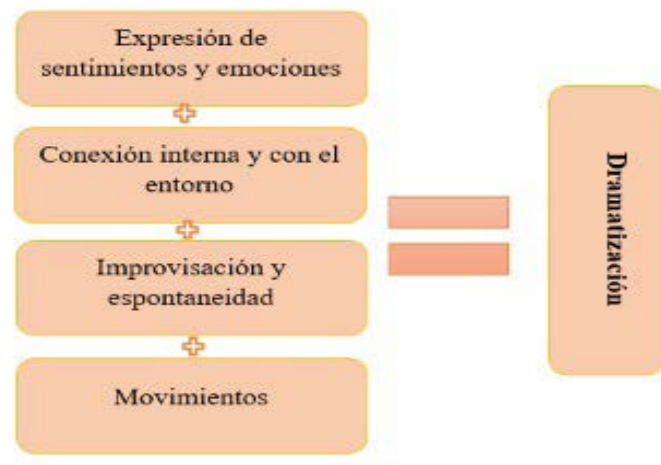 Expresión de
sentimientos y emociones
Conexión interna y con el
entorno
Improvisación y
espontaneidad
Movimientos
Dramatización